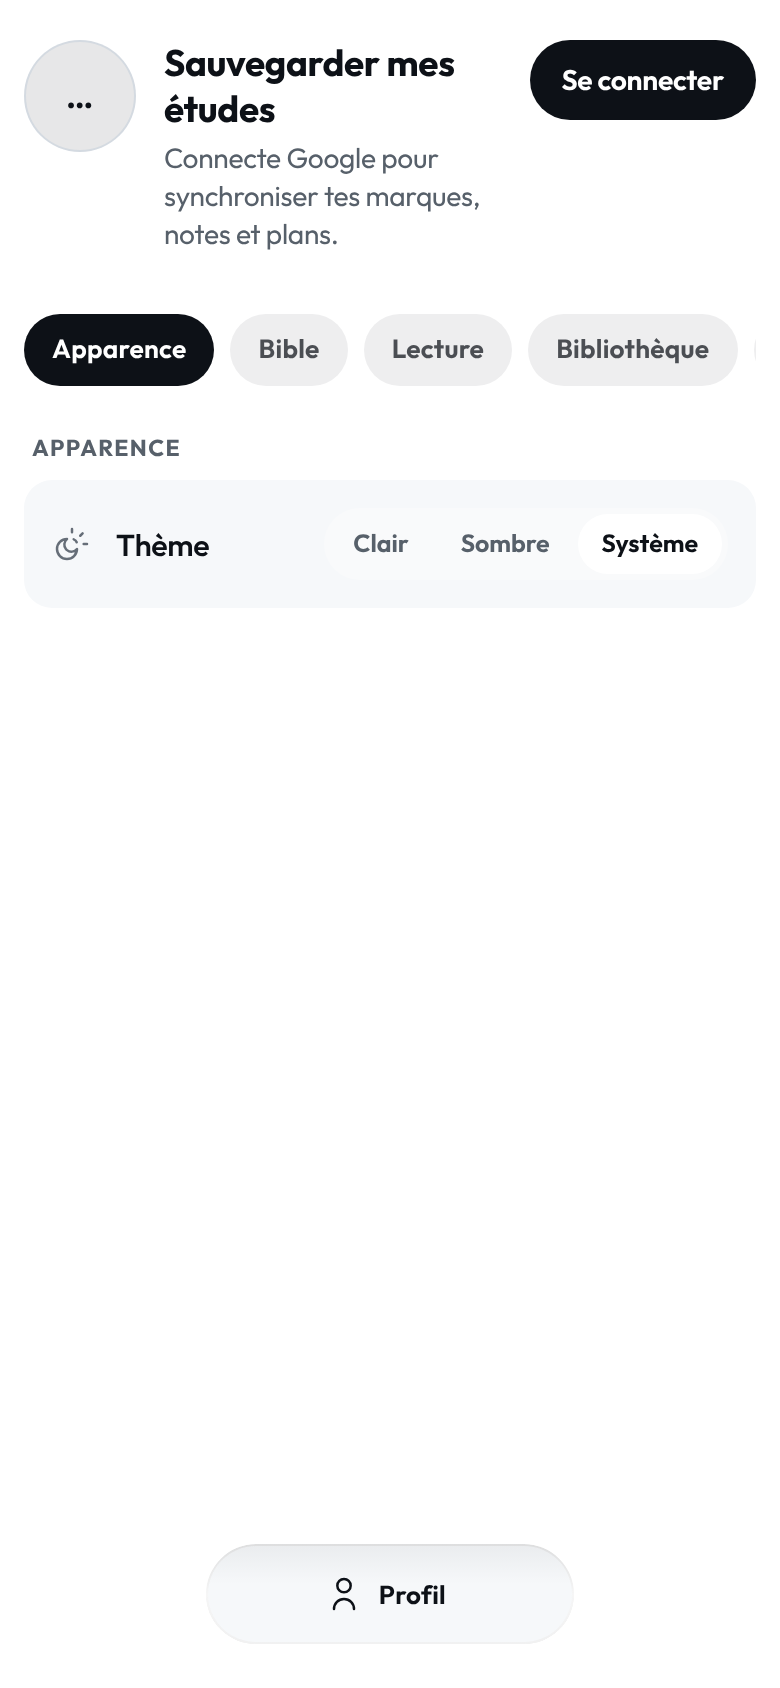 ...
Sauvegarder mes
études
Connecte Google pour
synchroniser tes marques,
notes et plans.
Se connecter
Apparence
Bible
Lecture
Bibliothèque
APPARENCE
Thème
Clair
Sombre
Système
Profil